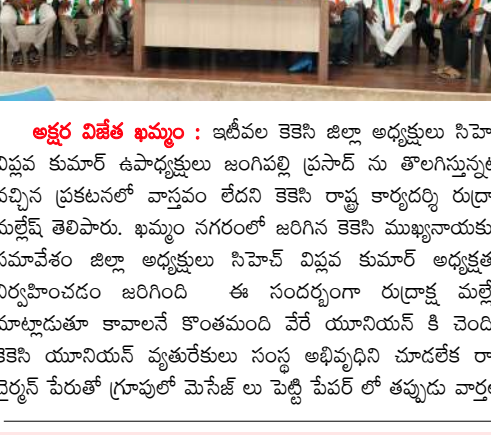 అక్షర విజేత ఖమ్మం : ఇటీవల కెకెసి జిల్లా అధ్యక్షులు సిహె
విప్లవ కుమార్ ఉపాధ్యక్షులు జంగిపల్లి ప్రసాద్ ను తొలగిస్తున్నట
వచ్చిన ప్రకటనలో వాస్తవం లేదని కెకెసి రాష్ట్ర కార్యదర్శి రుద్రా
మల్లేష్ తెలిపారు. ఖమ్మం నగరంలో జరిగిన కెకెసి ముఖ్యనాయకు
సమావేశం జిల్లా అధ్యక్షులు సిహెచ్ విప్లవ కుమార్ అధ్యక్షత
నిర్వహించడం జరిగింది ఈ సందర్బంగా రుద్రాక్ష మల్లే
మాట్లాడుతూ కావాలనే కొంతమంది వేరే యూనియన్ కి చెంది
కెకెసి యూనియన్ వ్యతురేకులు సంస్థ అభివృధిని చూడలేక రా
చైర్మన్ పేరుతో గ్రూపులో మెసేజ్ లు పెట్టి పేపర్ లో తప్పుడు వార్తల